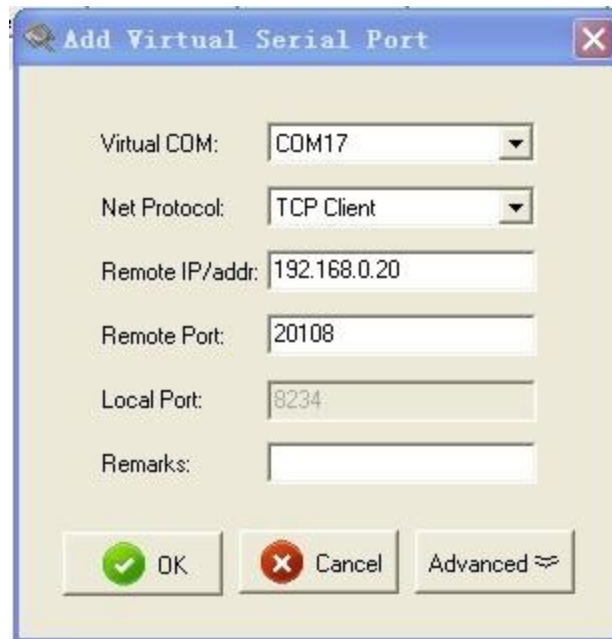 Add Virtual Serial Port
Virtual COM: COM17
Net Protocol: TCP Client
Remote IP/addr: 192.168.0.20
Remote Port: 20108
Local Port: 8234
Remarks:
OK Cancel Advanced